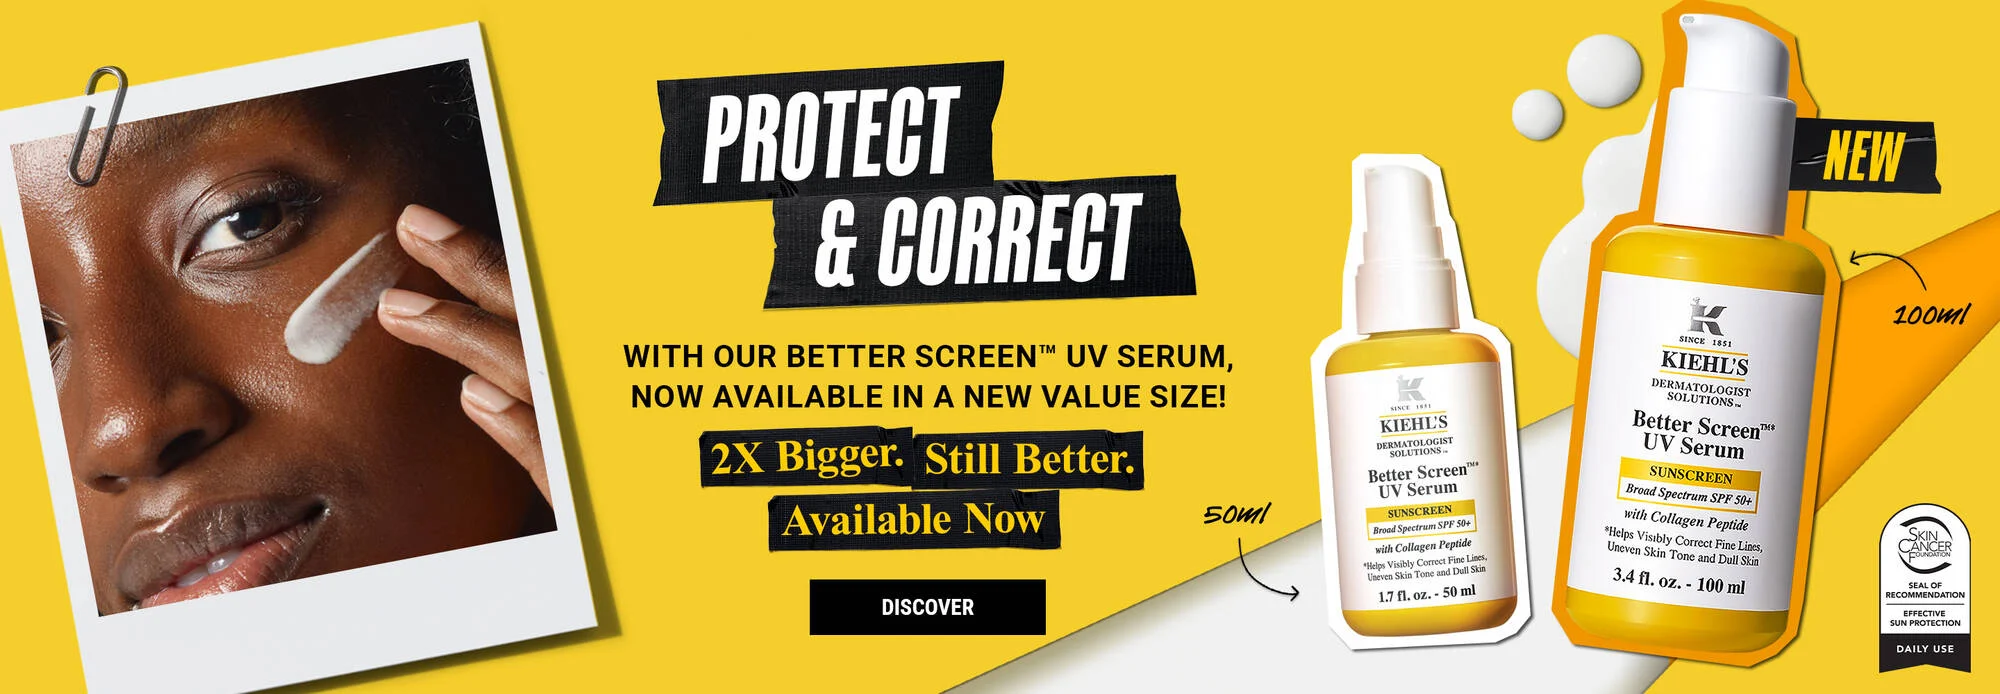 PROTECT
& CORRECT
WITH OUR BETTER SCREEN™ UV SERUM,
NOW AVAILABLE IN A NEW VALUE SIZE!
2X Bigger. Still Better.
Available Now
DISCOVER
50ml
K
SINCE 1851
KIEHL'S
DERMATOLOGIST
SOLUTIONS™
Better Screen™*
UV Serum
SUNSCREEN
Broad Spectrum SPF 50+
with Collagen Peptide
*Helps Visibly Correct Fine Lines,
Uneven Skin Tone and Dull Skin
1.7 fl. oz. - 50 ml
NEW
100ml
K
SINCE 1851
KIEHL'S
DERMATOLOGIST
SOLUTIONS™
Better Screen™*
UV Serum
SUNSCREEN
Broad Spectrum SPF 50+
with Collagen Peptide
*Helps Visibly Correct Fine Lines,
Uneven Skin Tone and Dull Skin
3.4 fl. oz. - 100 ml
SKIN
CANCER
FOUNDATION
SEAL OF
RECOMMENDATION
EFFECTIVE
SUN PROTECTION
DAILY USE